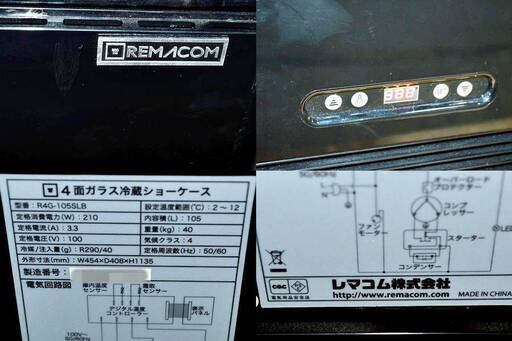 REMACOM
888
4面ガラス冷蔵ショーケース
型番: R4G-105SLB
設定温度範囲(℃): 2～12
定格消費電力(W): 210
内容積(L): 105
定格電流(A): 3.3
重量(kg): 40
定格電圧(V): 100
気候クラス: 4
冷媒/注入量(g): R290/40
定格周波数(Hz): 50/60
外形寸法(mm): W454×D408×H1135
製造番号:
電気回路図
庫内温度センサー
霜取センサー
デジタル温度コントローラー
表示パネル
100V~
50/60Hz
50/60Hz
オーバーロードプロテクター
ファンモーター
コンプレッサー
スターター
コンデンサー
LED
レマコム株式会社
http://www.remacom.com/
MADE IN CHINA